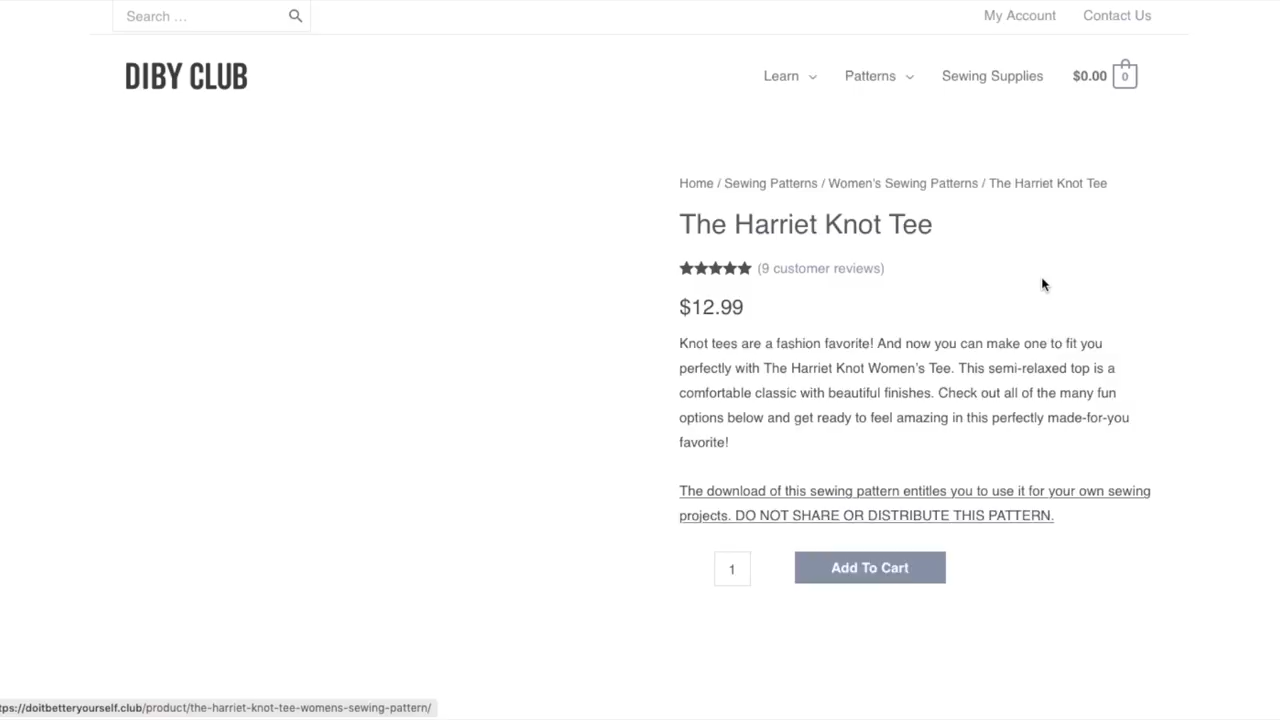 Search ...
My Account Contact Us
DIBY CLUB
Learn Patterns Sewing Supplies $0.00 0
Home / Sewing Patterns / Women's Sewing Patterns / The Harriet Knot Tee
The Harriet Knot Tee
(9 customer reviews)
$12.99
Knot tees are a fashion favorite! And now you can make one to fit you
perfectly with The Harriet Knot Women's Tee. This semi-relaxed top is a
comfortable classic with beautiful finishes. Check out all of the many fun
options below and get ready to feel amazing in this perfectly made-for-you
favorite!
The download of this sewing pattern entitles you to use it for your own sewing
projects. DO NOT SHARE OR DISTRIBUTE THIS PATTERN.
1 Add To Cart
tps://doitbetteryourself.club/product/the-harriet-knot-tee-womens-sewing-pattern/